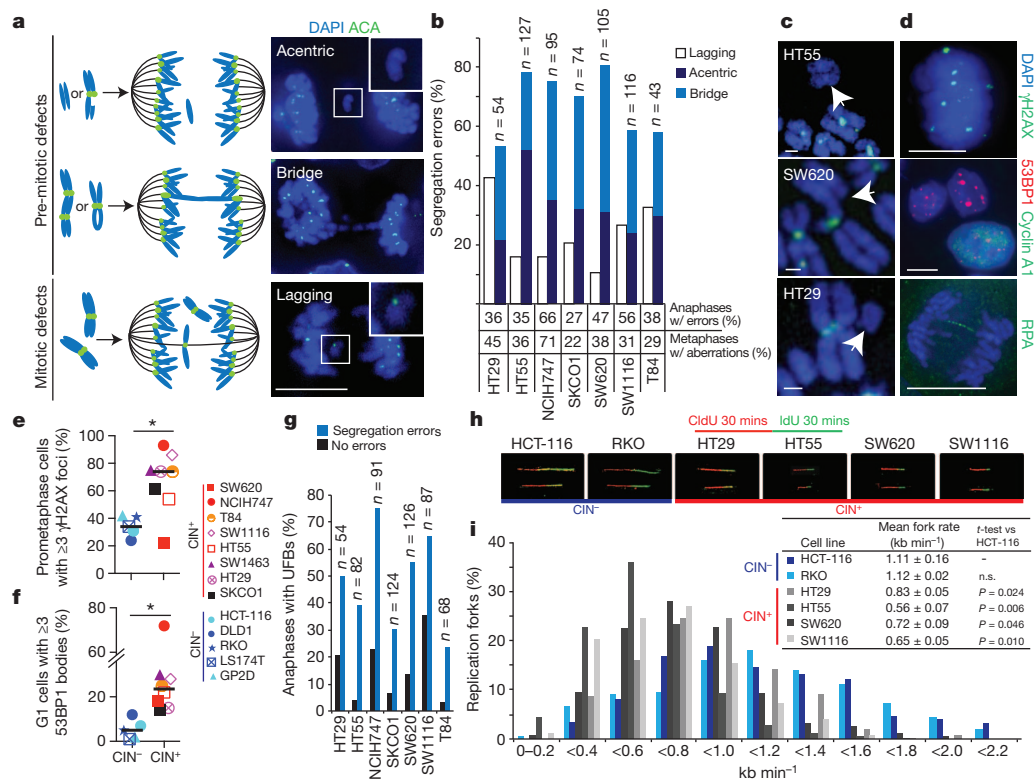 a
DAPI ACA
Pre-mitotic defects
Mitotic defects
or
or
Acentric
Bridge
Lagging
b
Segregation errors (%)
80
60
40
20
n = 54
n = 127
n = 95
n = 74
n = 105
n = 116
n = 43
Lagging
Acentric
Bridge
36 35 66 27 47 56 38
Anaphases w/ errors (%)
45 36 71 22 38 31 29
Metaphases w/ aberrations (%)
HT29
HT55
NCIH747
SKCO1
SW620
SW1116
T84
c
HT55
SW620
HT29
d
DAPI γH2AX
53BP1 Cyclin A1
RPA
e
Prometaphase cells
with ≥3 γH2AX foci (%)
100
80
60
40
20
0
*
CIN+
SW620
NCIH747
T84
SW1116
HT55
SW1463
HT29
SKCO1
f
G1 cells with ≥3
53BP1 bodies (%)
80
60
20
0
*
CIN–
HCT-116
DLD1
RKO
LS174T
GP2D
CIN– CIN+
g
Segregation errors
No errors
Anaphases with UFBs (%)
80
70
60
50
40
30
20
10
0
n = 54
n = 82
n = 91
n = 124
n = 126
n = 87
n = 68
HT29
HT55
NCIH747
SKCO1
SW620
SW1116
T84
h
CldU 30 mins IdU 30 mins
HCT-116 RKO HT29 HT55 SW620 SW1116
CIN– CIN+
i
Replication forks (%)
40
30
20
10
0
Cell line Mean fork rate (kb min–1) t-test vs HCT-116
CIN–
HCT-116 1.11 ± 0.16 -
RKO 1.12 ± 0.02 n.s.
CIN+
HT29 0.83 ± 0.05 P = 0.024
HT55 0.56 ± 0.07 P = 0.006
SW620 0.72 ± 0.09 P = 0.046
SW1116 0.65 ± 0.05 P = 0.010
0–0.2 <0.4 <0.6 <0.8 <1.0 <1.2 <1.4 <1.6 <1.8 <2.0 <2.2
kb min–1